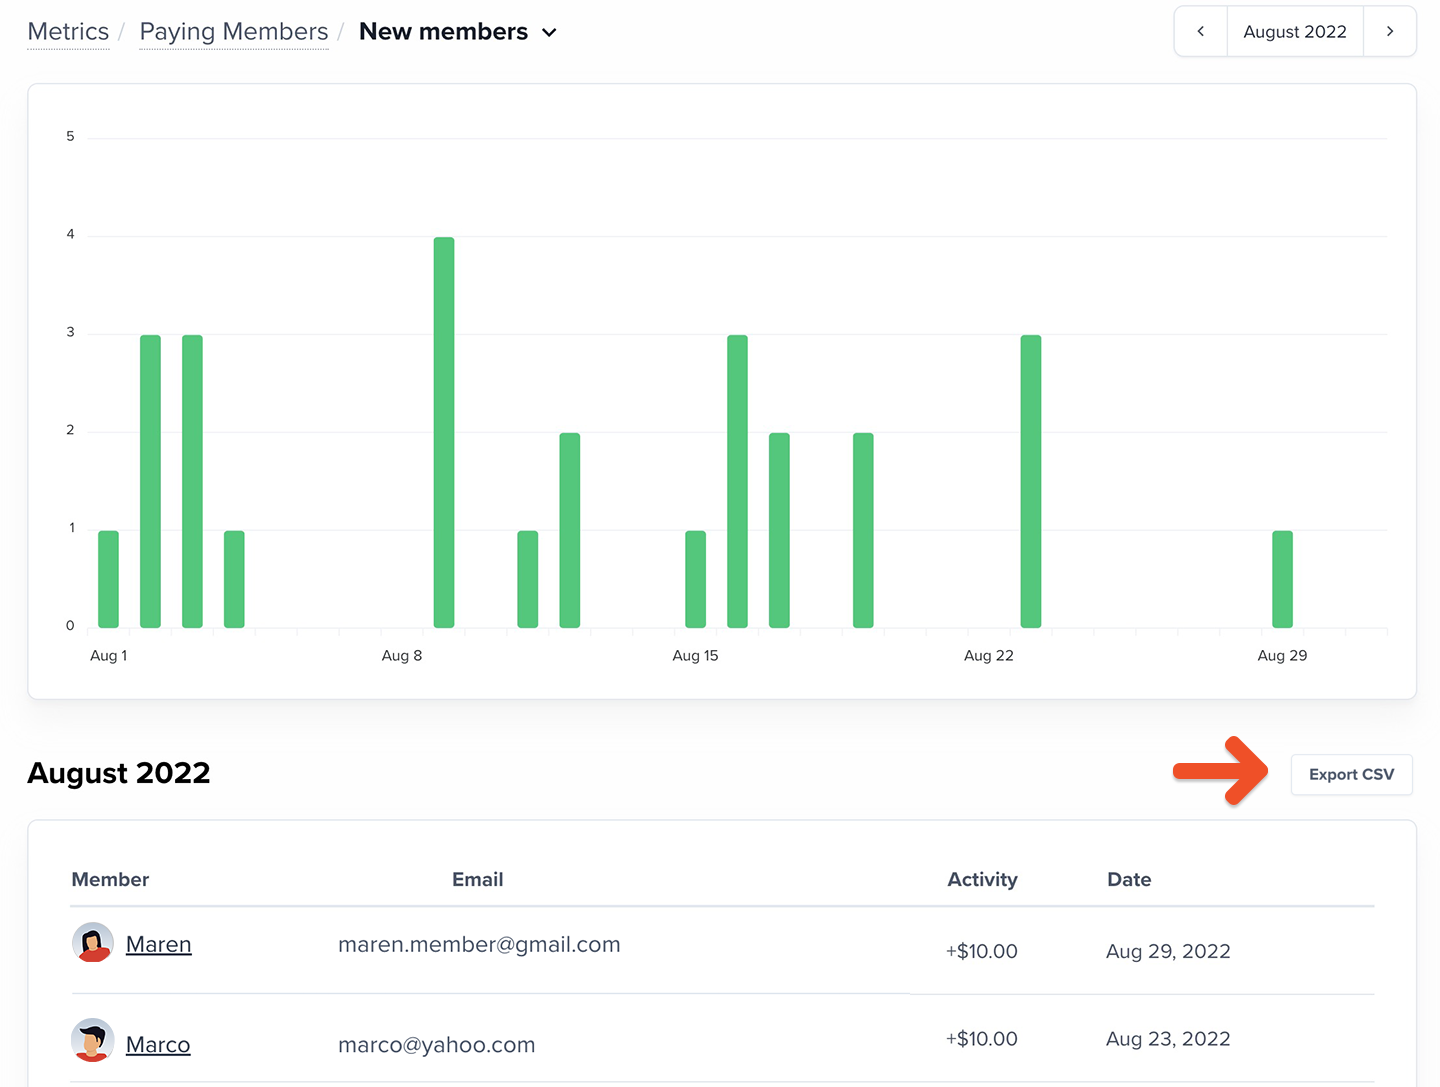 Metrics / Paying Members / New members
August 2022
5
4
3
2
1
0
Aug 1 Aug 8 Aug 15 Aug 22 Aug 29
August 2022
Export CSV
Member Email Activity Date
Maren maren.member@gmail.com +$10.00 Aug 29, 2022
Marco marco@yahoo.com +$10.00 Aug 23, 2022